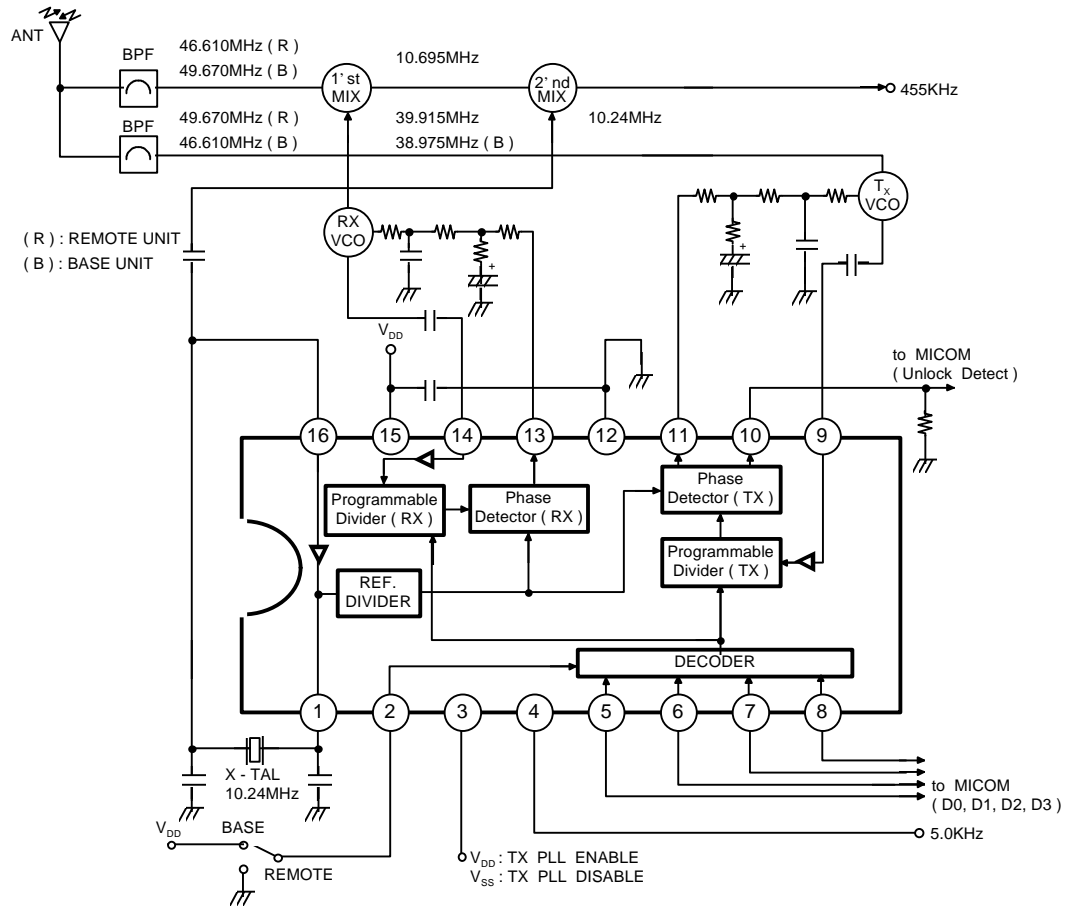 ANT
BPF
46.610MHz ( R )
49.670MHz ( B )
1' st
MIX
10.695MHz
2' nd
MIX
455KHz
BPF
49.670MHz ( R )
46.610MHz ( B )
39.915MHz
38.975MHz ( B )
10.24MHz
TX
VCO
RX
VCO
( R ) : REMOTE UNIT
( B ) : BASE UNIT
+
+
VDD
to MICOM
( Unlock Detect )
16
15
14
13
12
11
10
9
Programmable
Divider ( RX )
Phase
Detector ( RX )
Phase
Detector ( TX )
Programmable
Divider ( TX )
REF.
DIVIDER
DECODER
1
2
3
4
5
6
7
8
X - TAL
10.24MHz
to MICOM
( D0, D1, D2, D3 )
5.0KHz
VDD
BASE
REMOTE
VDD : TX PLL ENABLE
VSS : TX PLL DISABLE